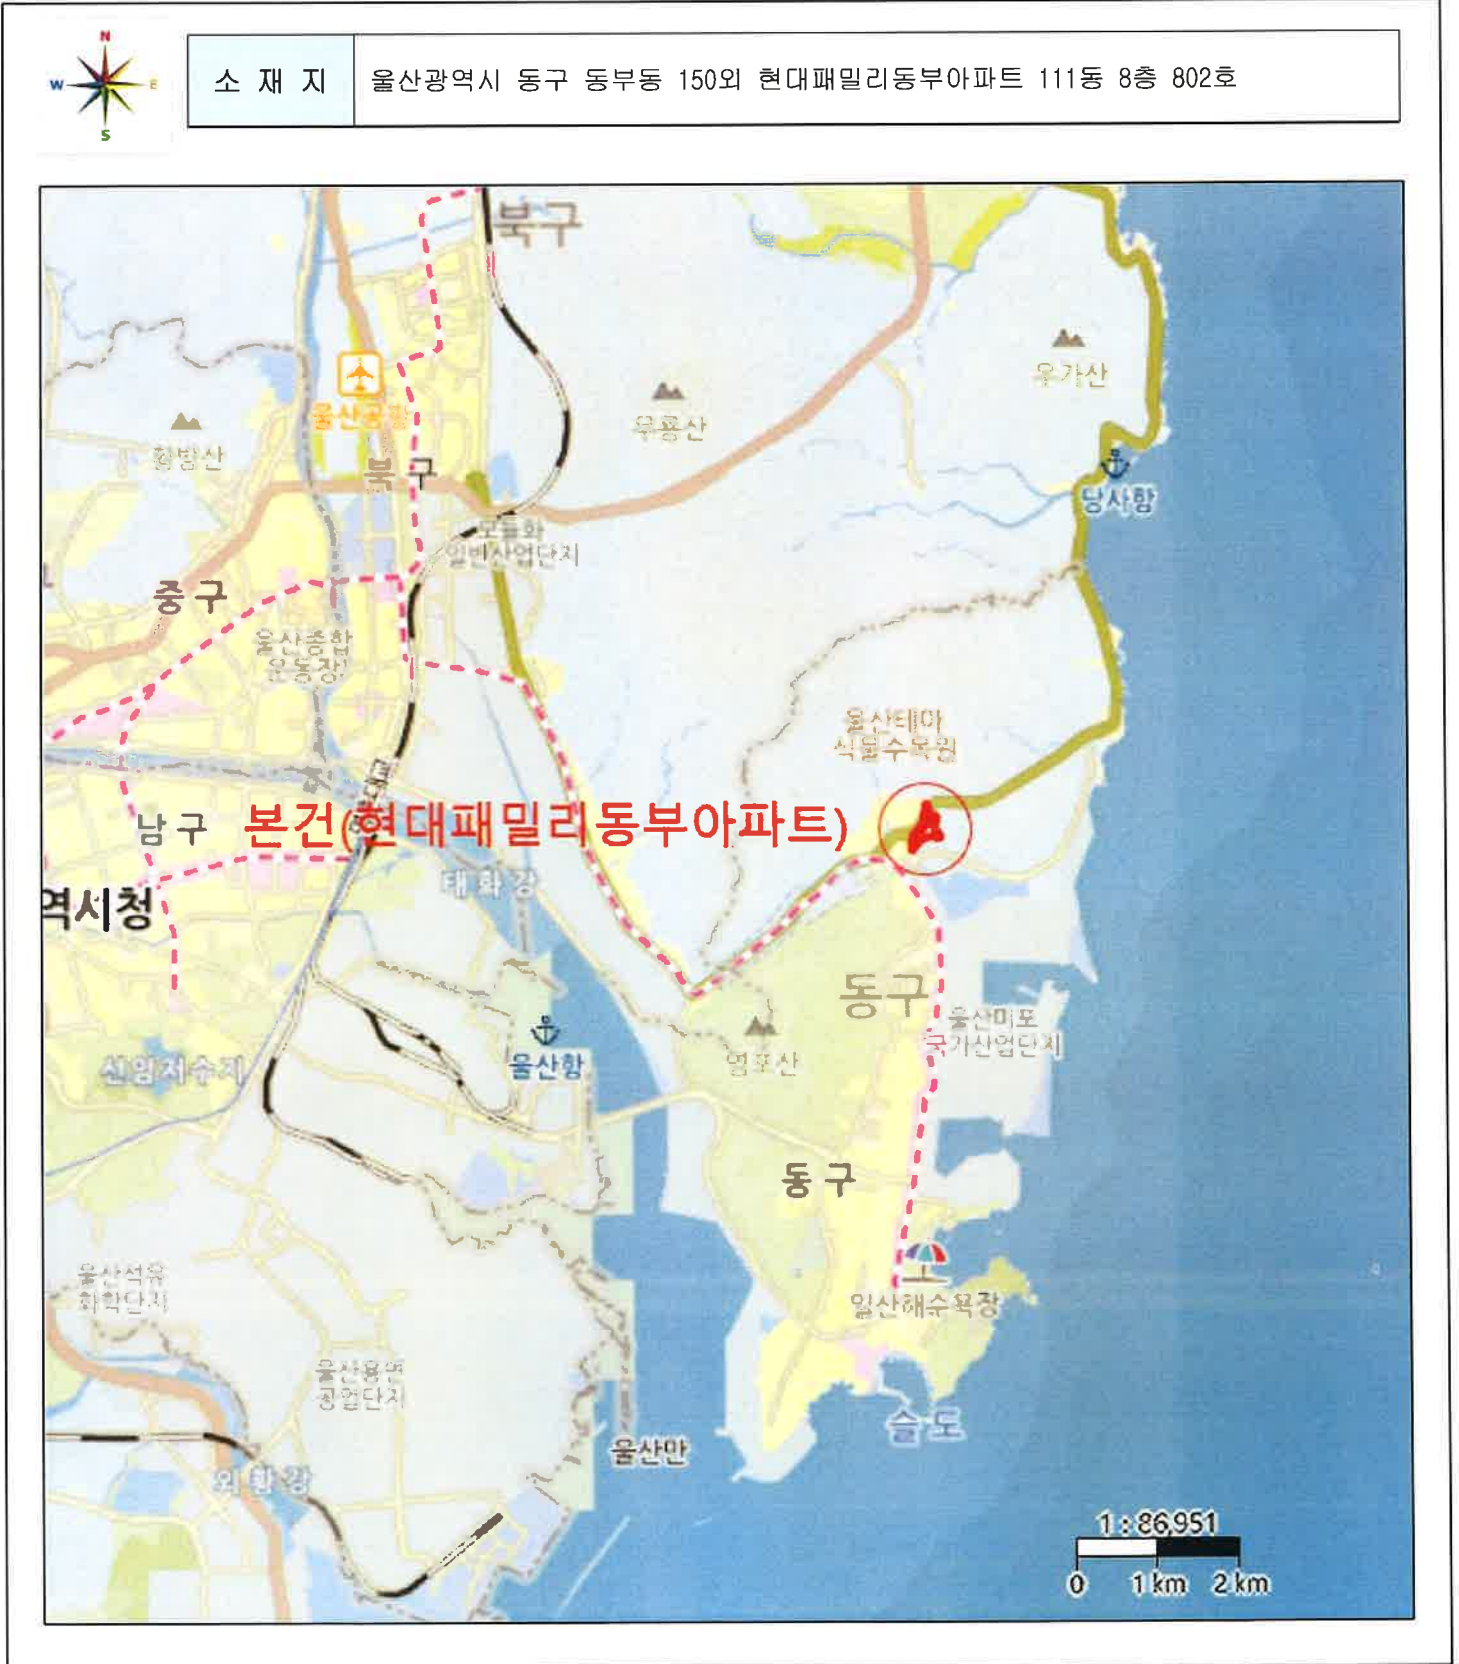 N
W E
S
소 재 지
울산광역시 동구 동부동 150외 현대패밀리동부아파트 111동 8층 802호
북구
우가산
울산공항
무룡산
황방산
북구
당사항
모듈화
일반산업단지
중구
울산종합
운동장
울산테마
식물수목원
남구
본건(현대패밀리동부아파트)
태화강
역시청
동구
울산미포
국가산업단지
울산항
염포산
선암저수지
동구
울산석유
화학단지
일산해수욕장
울산용연
공업단지
슬도
울산만
외황강
1 : 86,951
0 1 km 2 km